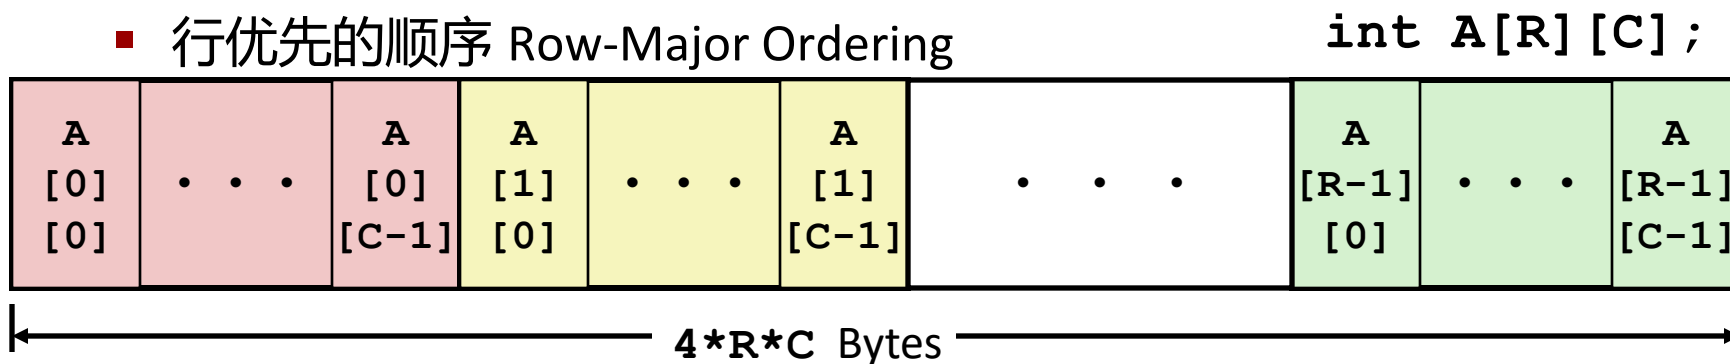 ▪ 行优先的顺序 Row-Major Ordering
int A[R][C];
A · · · A A · · · A · · · A · · · A
[0] [0] [1] [1] [R-1] [R-1]
[0] [C-1] [0] [C-1] [0] [C-1]
4*R*C Bytes